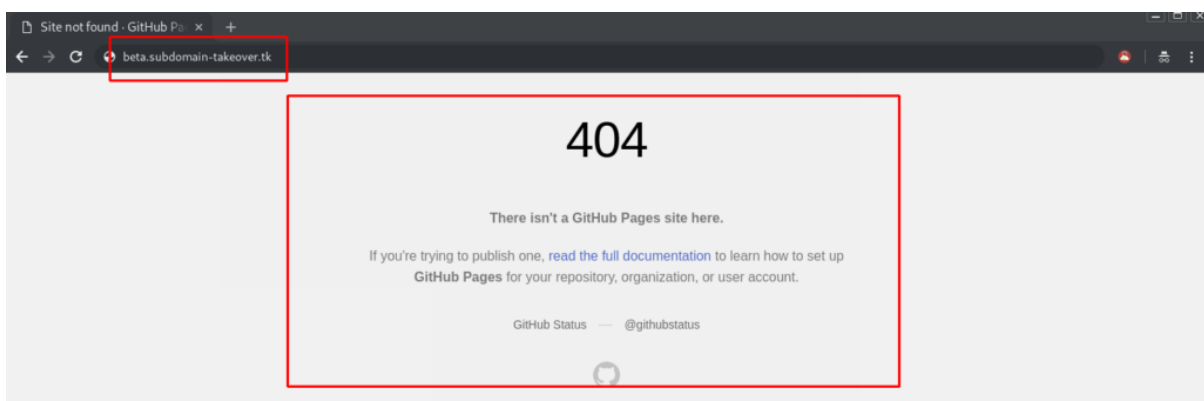 Site not found · GitHub Pa
beta.subdomain-takeover.tk
404
There isn't a GitHub Pages site here.
If you're trying to publish one, read the full documentation to learn how to set up
GitHub Pages for your repository, organization, or user account.
GitHub Status — @githubstatus